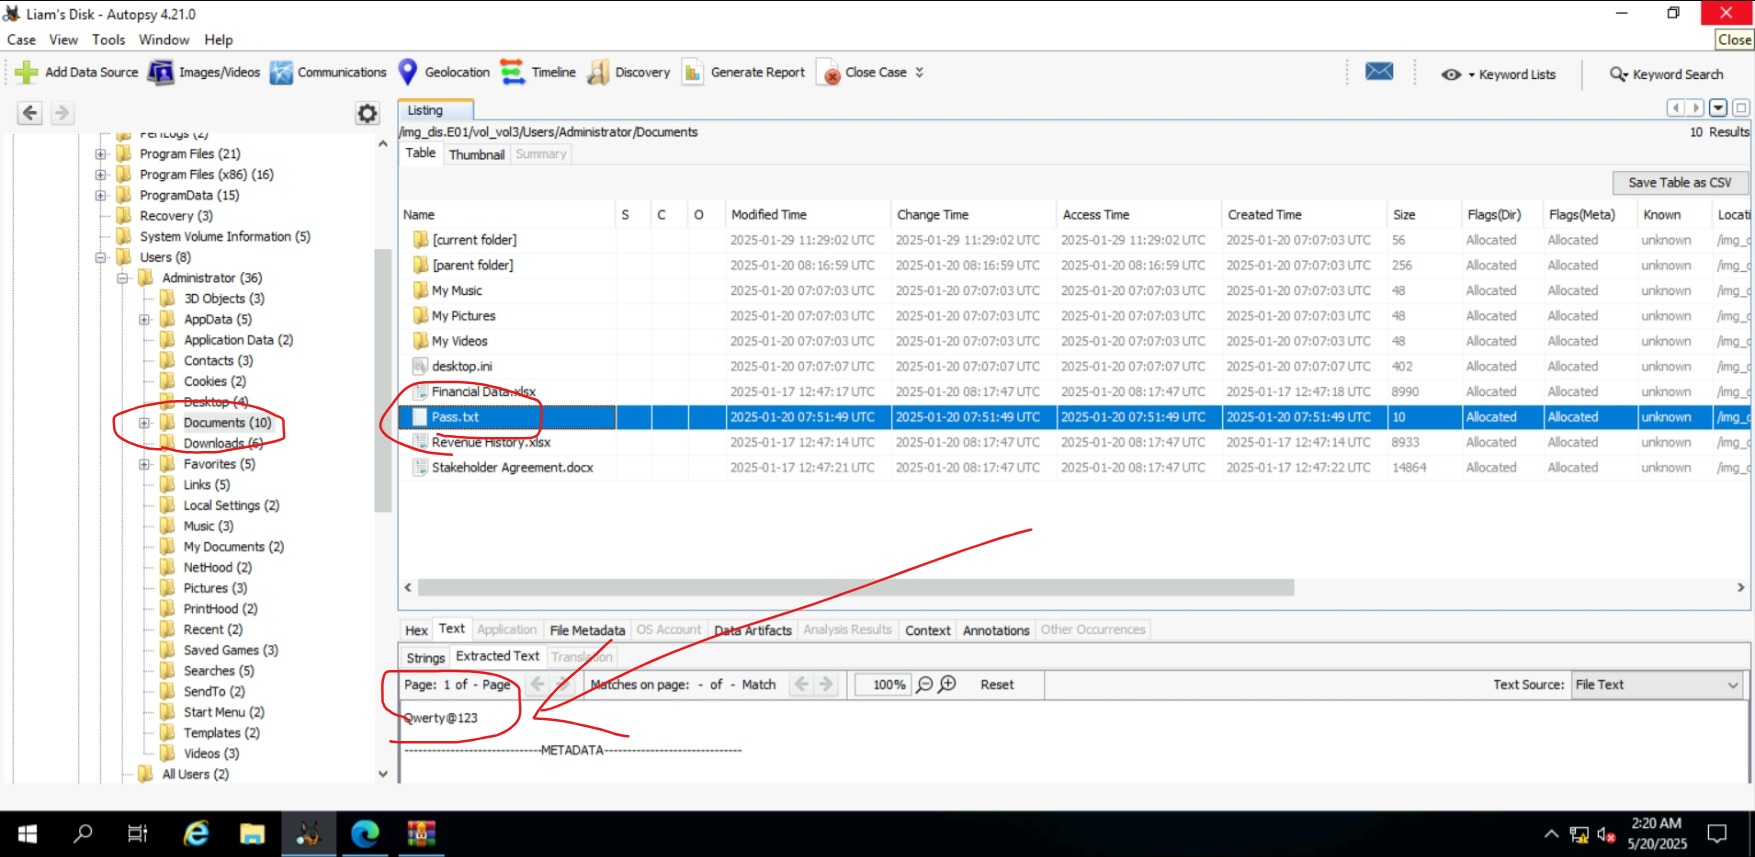 Liam's Disk - Autopsy 4.21.0
Case View Tools Window Help
Close
Add Data Source Images/Videos Communications Geolocation Timeline Discovery Generate Report Close Case Keyword Lists Keyword Search
PerfLogs (2)
Program Files (21)
Program Files (x86) (16)
ProgramData (15)
Recovery (3)
System Volume Information (5)
Users (8)
Administrator (36)
3D Objects (3)
AppData (5)
Application Data (2)
Contacts (3)
Cookies (2)
Desktop (4)
Documents (10)
Downloads (6)
Favorites (5)
Links (5)
Local Settings (2)
Music (3)
My Documents (2)
NetHood (2)
Pictures (3)
PrintHood (2)
Recent (2)
Saved Games (3)
Searches (5)
SendTo (2)
Start Menu (2)
Templates (2)
Videos (3)
All Users (2)
Listing
/img_dis.E01/vol_vol3/Users/Administrator/Documents
10 Results
Table Thumbnail Summary
Save Table as CSV
Name S C O Modified Time Change Time Access Time Created Time Size Flags(Dir) Flags(Meta) Known Locati
[current folder] 2025-01-29 11:29:02 UTC 2025-01-29 11:29:02 UTC 2025-01-29 11:29:02 UTC 2025-01-20 07:07:03 UTC 56 Allocated Allocated unknown /img_d
[parent folder] 2025-01-20 08:16:59 UTC 2025-01-20 08:16:59 UTC 2025-01-20 08:16:59 UTC 2025-01-20 07:07:03 UTC 256 Allocated Allocated unknown /img_d
My Music 2025-01-20 07:07:03 UTC 2025-01-20 07:07:03 UTC 2025-01-20 07:07:03 UTC 2025-01-20 07:07:03 UTC 48 Allocated Allocated unknown /img_d
My Pictures 2025-01-20 07:07:03 UTC 2025-01-20 07:07:03 UTC 2025-01-20 07:07:03 UTC 2025-01-20 07:07:03 UTC 48 Allocated Allocated unknown /img_d
My Videos 2025-01-20 07:07:03 UTC 2025-01-20 07:07:03 UTC 2025-01-20 07:07:03 UTC 2025-01-20 07:07:03 UTC 48 Allocated Allocated unknown /img_d
desktop.ini 2025-01-20 07:07:07 UTC 2025-01-20 07:07:07 UTC 2025-01-20 07:07:07 UTC 2025-01-20 07:07:07 UTC 402 Allocated Allocated unknown /img_d
Financial Data.xlsx 2025-01-17 12:47:17 UTC 2025-01-20 08:17:47 UTC 2025-01-20 08:17:47 UTC 2025-01-17 12:47:18 UTC 8990 Allocated Allocated unknown /img_d
Pass.txt 2025-01-20 07:51:49 UTC 2025-01-20 07:51:49 UTC 2025-01-20 07:51:49 UTC 2025-01-20 07:51:49 UTC 10 Allocated Allocated unknown /img_d
Revenue History.xlsx 2025-01-17 12:47:14 UTC 2025-01-20 08:17:47 UTC 2025-01-20 08:17:47 UTC 2025-01-17 12:47:14 UTC 8933 Allocated Allocated unknown /img_d
Stakeholder Agreement.docx 2025-01-17 12:47:21 UTC 2025-01-20 08:17:47 UTC 2025-01-20 08:17:47 UTC 2025-01-17 12:47:22 UTC 14864 Allocated Allocated unknown /img_d
Hex Text Application File Metadata OS Account Data Artifacts Analysis Results Context Annotations Other Occurrences
Strings Extracted Text Translation
Page: 1 of - Page Matches on page: - of - Match 100% Reset Text Source: File Text
Qwerty@123
------------------------------METADATA------------------------------
2:20 AM
5/20/2025